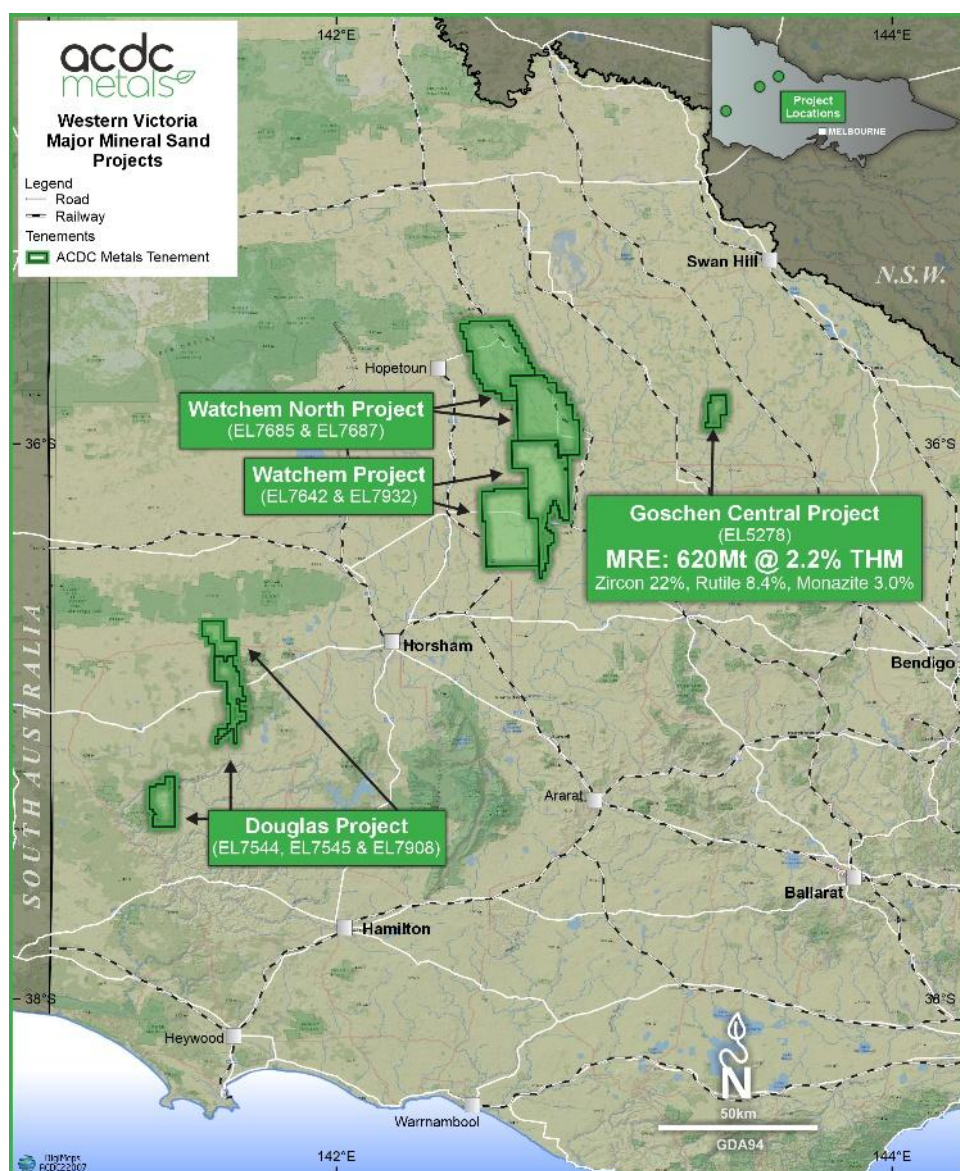 acdc
metals
Western Victoria
Major Mineral Sand
Projects
Legend
Road
Railway
Tenements
ACDC Metals Tenement
142°E
144°E
Project
Locations
MELBOURNE
Swan Hill
N.S.W.
Hopetoun
Watchem North Project
(EL7685 & EL7687)
36°S
36°S
Watchem Project
(EL7642 & EL7932)
Goschen Central Project
(EL5278)
MRE: 620Mt @ 2.2% THM
Zircon 22%, Rutile 8.4%, Monazite 3.0%
SOUTH AUSTRALIA
Horsham
Bendigo
Ararat
Douglas Project
(EL7544, EL7545 & EL7908)
Ballarat
Hamilton
38°S
38°S
Heywood
Warrnambool
N
50km
GDA94
DigiMaps
ACDC22007
142°E
144°E